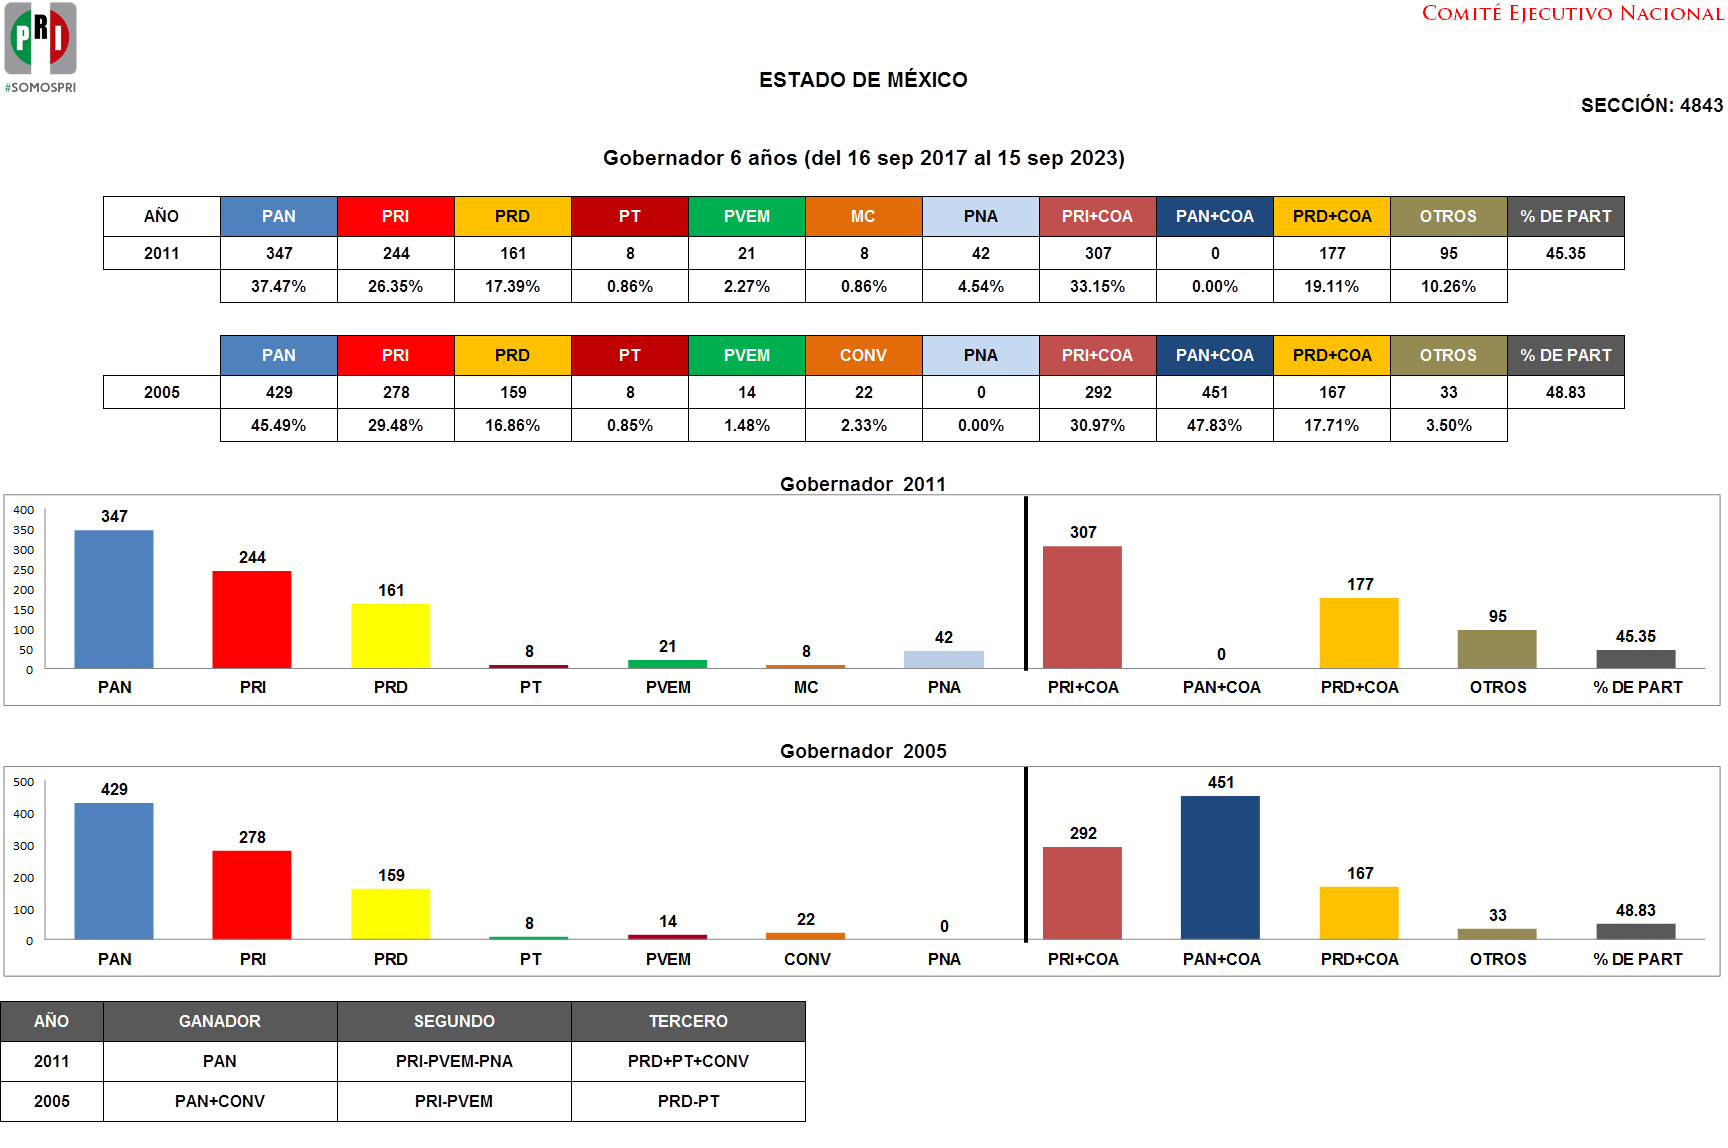 PRI
#SOMOSPRI
COMITÉ EJECUTIVO NACIONAL
ESTADO DE MÉXICO
SECCIÓN: 4843
Gobernador 6 años (del 16 sep 2017 al 15 sep 2023)
AÑO PAN PRI PRD PT PVEM MC PNA PRI+COA PAN+COA PRD+COA OTROS % DE PART
2011 347 244 161 8 21 8 42 307 0 177 95 45.35
37.47% 26.35% 17.39% 0.86% 2.27% 0.86% 4.54% 33.15% 0.00% 19.11% 10.26%
PAN PRI PRD PT PVEM CONV PNA PRI+COA PAN+COA PRD+COA OTROS % DE PART
2005 429 278 159 8 14 22 0 292 451 167 33 48.83
45.49% 29.48% 16.86% 0.85% 1.48% 2.33% 0.00% 30.97% 47.83% 17.71% 3.50%
Gobernador 2011
400
350
300
250
200
150
100
50
0
347 244 161 8 21 8 42 307 0 177 95 45.35
PAN PRI PRD PT PVEM MC PNA PRI+COA PAN+COA PRD+COA OTROS % DE PART
Gobernador 2005
500
400
300
200
100
0
429 278 159 8 14 22 0 292 451 167 33 48.83
PAN PRI PRD PT PVEM CONV PNA PRI+COA PAN+COA PRD+COA OTROS % DE PART
AÑO GANADOR SEGUNDO TERCERO
2011 PAN PRI-PVEM-PNA PRD+PT+CONV
2005 PAN+CONV PRI-PVEM PRD-PT